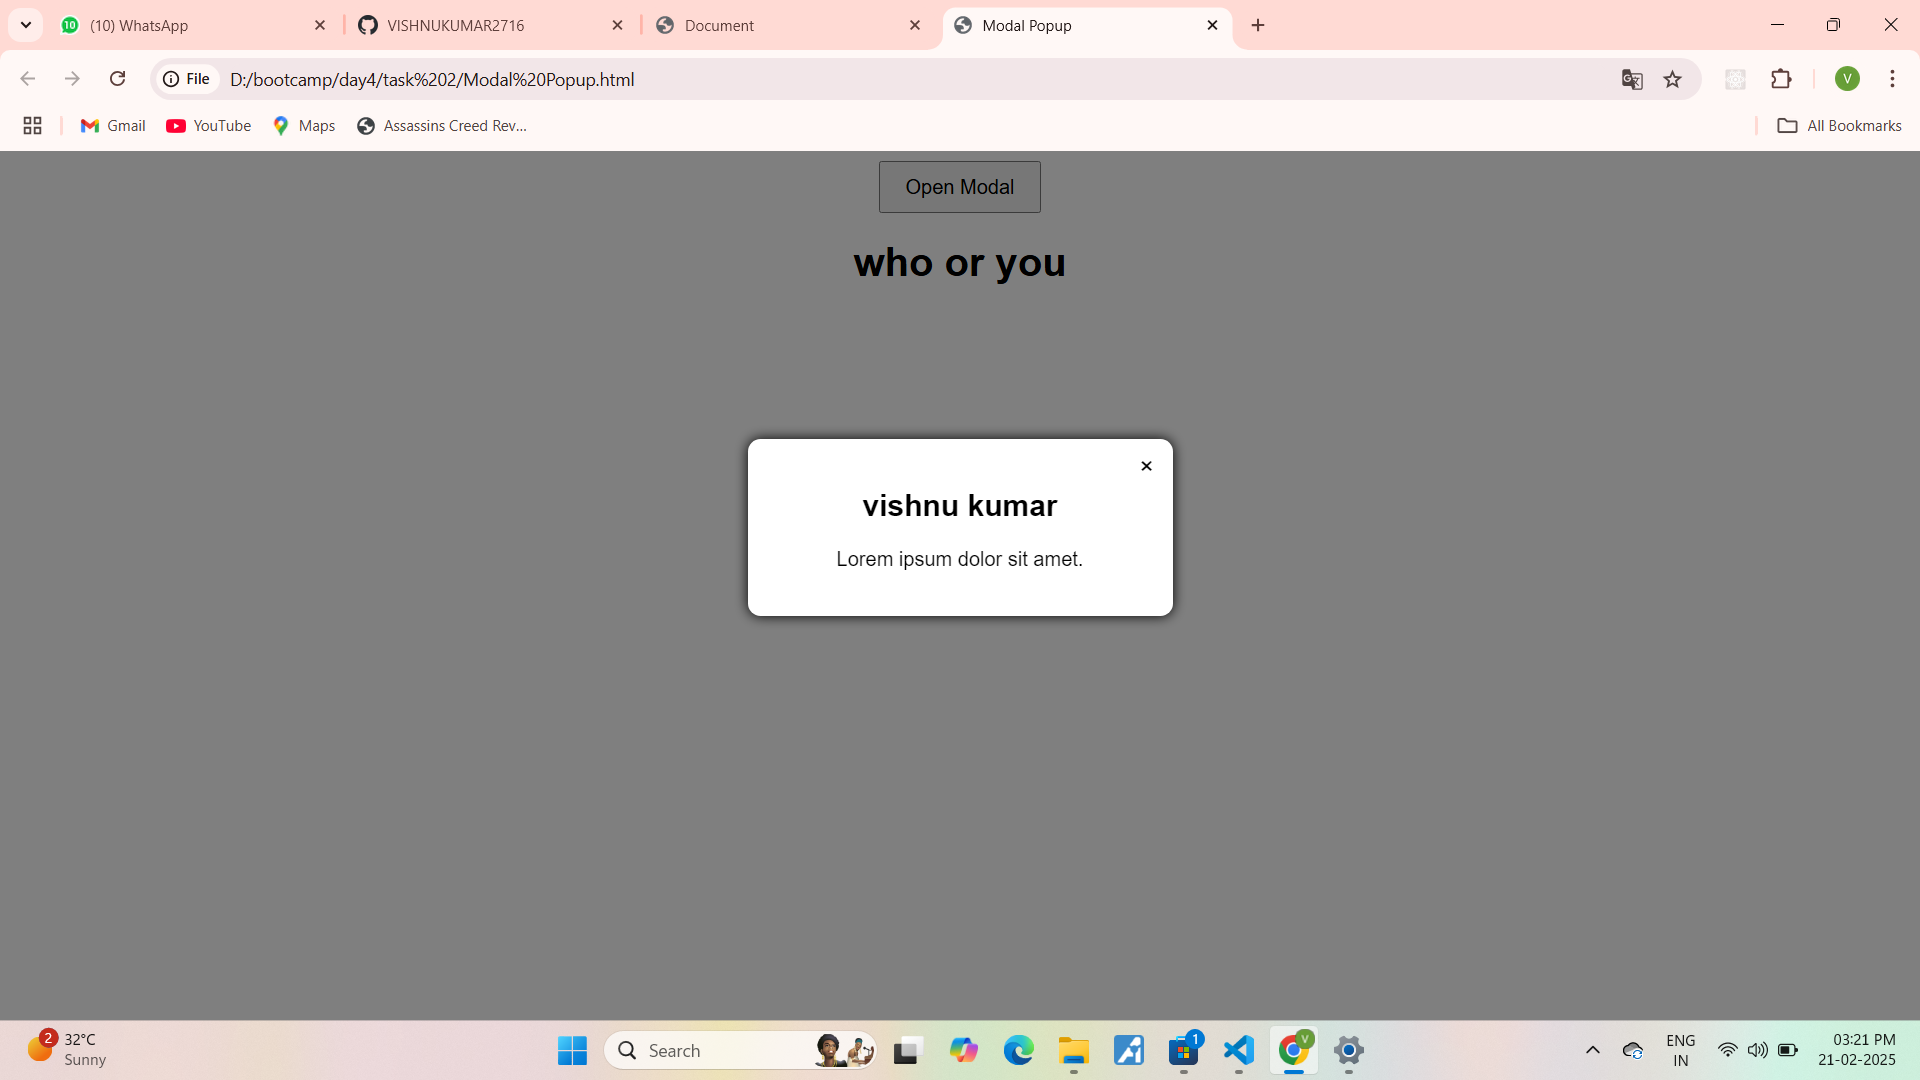 (10) WhatsApp
VISHNUKUMAR2716
Document
Modal Popup
File
D:/bootcamp/day4/task%202/Modal%20Popup.html
V
Gmail
YouTube
Maps
Assassins Creed Rev...
All Bookmarks
Open Modal
who or you
vishnu kumar
Lorem ipsum dolor sit amet.
2
32°C
Sunny
Search
1
V
ENG
IN
03:21 PM
21-02-2025